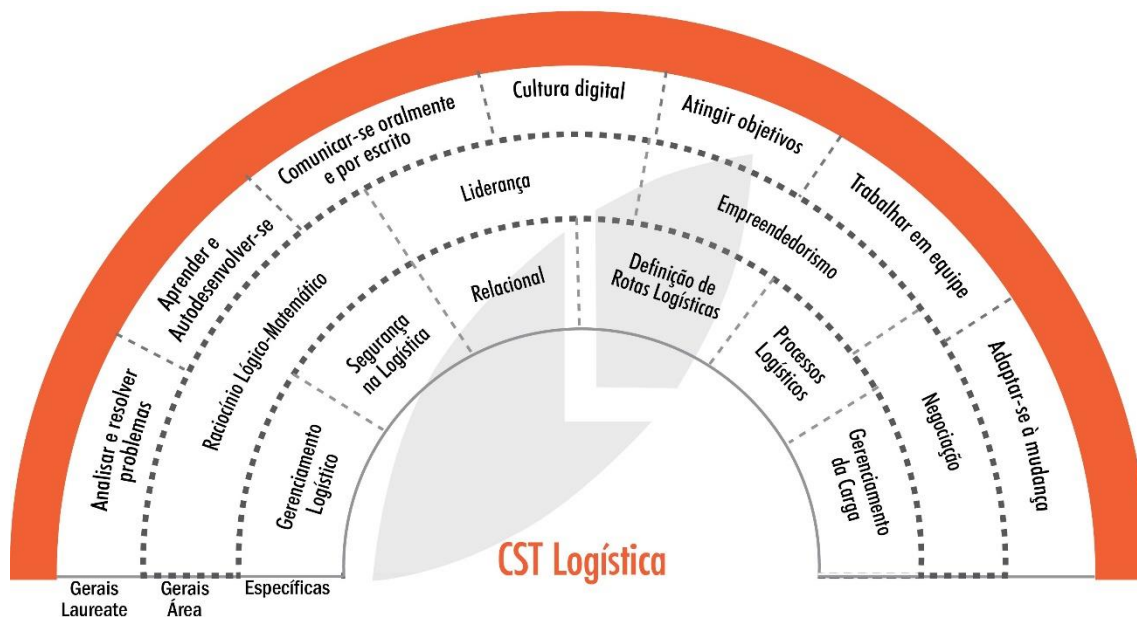 Analisar e resolver
problemas
Aprender e
Autodesenvolver-se
Comunicar-se oralmente
e por escrito
Cultura digital
Atingir objetivos
Trabalhar em equipe
Adaptar-se à mudança
Raciocínio Lógico-Matemático
Liderança
Empreendedorismo
Negociação
Gerenciamento
Logístico
Segurança
na Logística
Relacional
Definição de
Rotas Logísticas
Processos
Logísticos
Gerenciamento
da Carga
CST Logística
Gerais
Laureate
Gerais
Área
Específicas